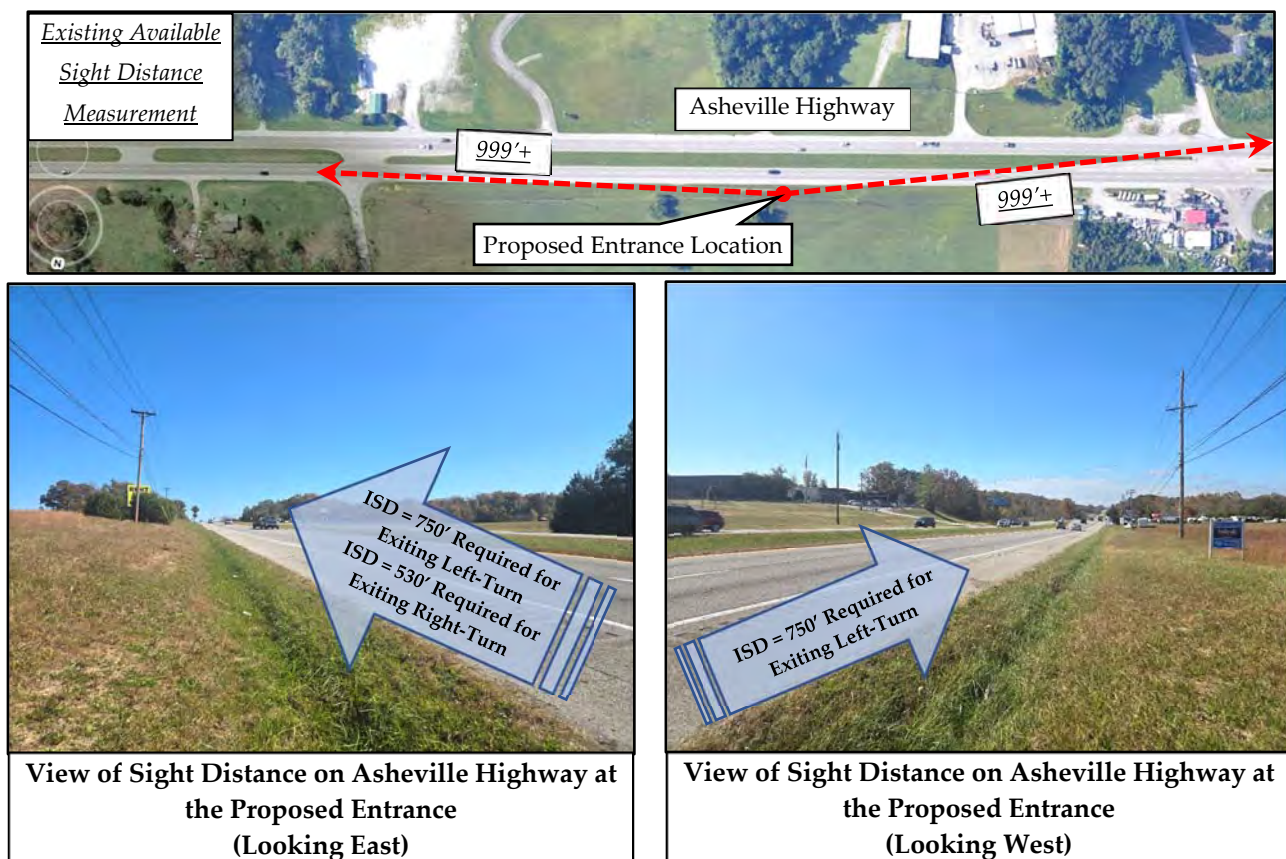 Existing Available
Sight Distance
Measurement
Asheville Highway
999'+
999'+
Proposed Entrance Location
N
ISD = 750' Required for
Exiting Left-Turn
ISD = 530' Required for
Exiting Right-Turn
ISD = 750' Required for
Exiting Left-Turn
View of Sight Distance on Asheville Highway at
the Proposed Entrance
(Looking East)
View of Sight Distance on Asheville Highway at
the Proposed Entrance
(Looking West)